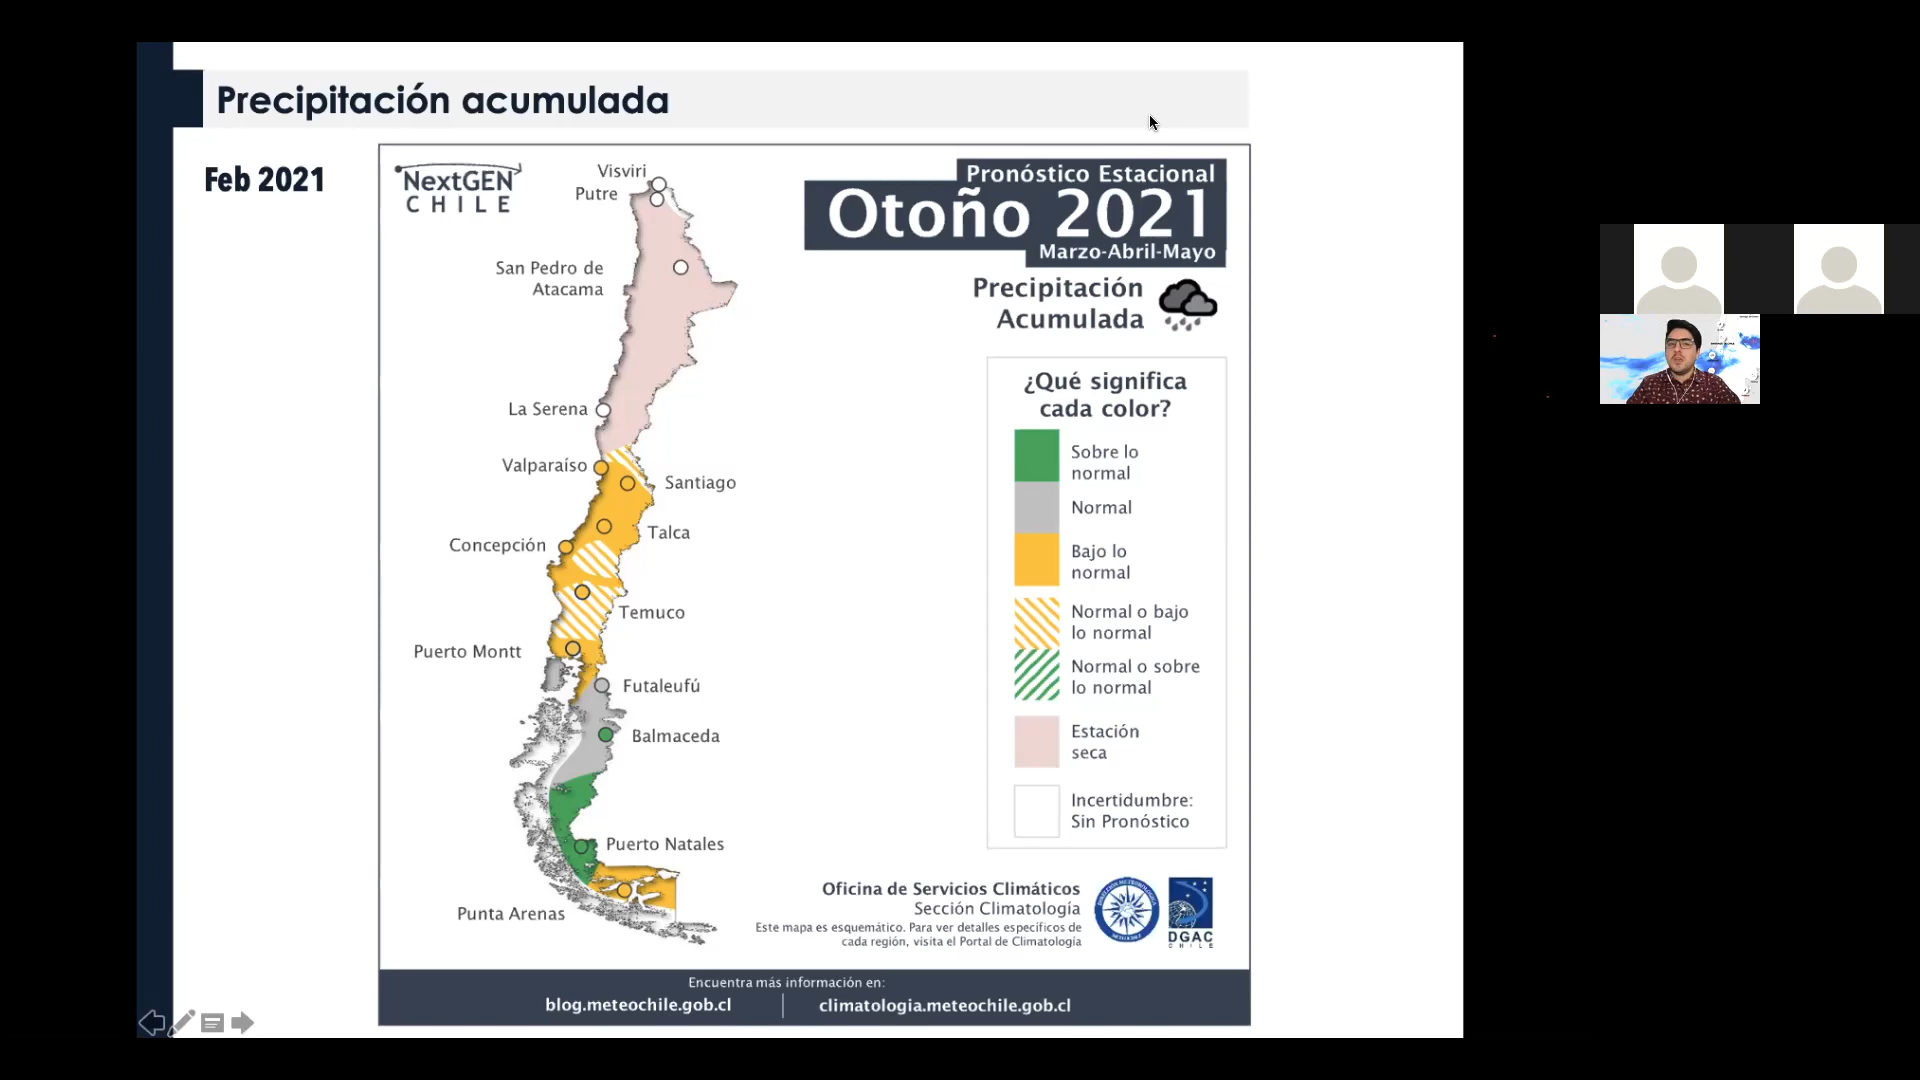 Precipitación acumulada
Feb 2021
NextGEN
CHILE
Pronóstico Estacional
Otoño 2021
Marzo-Abril-Mayo
Precipitación
Acumulada
Visviri
Putre
San Pedro de
Atacama
La Serena
Valparaíso
Santiago
Talca
Concepción
Temuco
Puerto Montt
Futaleufú
Balmaceda
Puerto Natales
Punta Arenas
¿Qué significa
cada color?
Sobre lo
normal
Normal
Bajo lo
normal
Normal o bajo
lo normal
Normal o sobre
lo normal
Estación
seca
Incertidumbre:
Sin Pronóstico
Oficina de Servicios Climáticos
Sección Climatología
Este mapa es esquemático. Para ver detalles específicos de
cada región, visita el Portal de Climatología
DGAC
CHILE
Encuentra más información en:
blog.meteochile.gob.cl
climatologia.meteochile.gob.cl